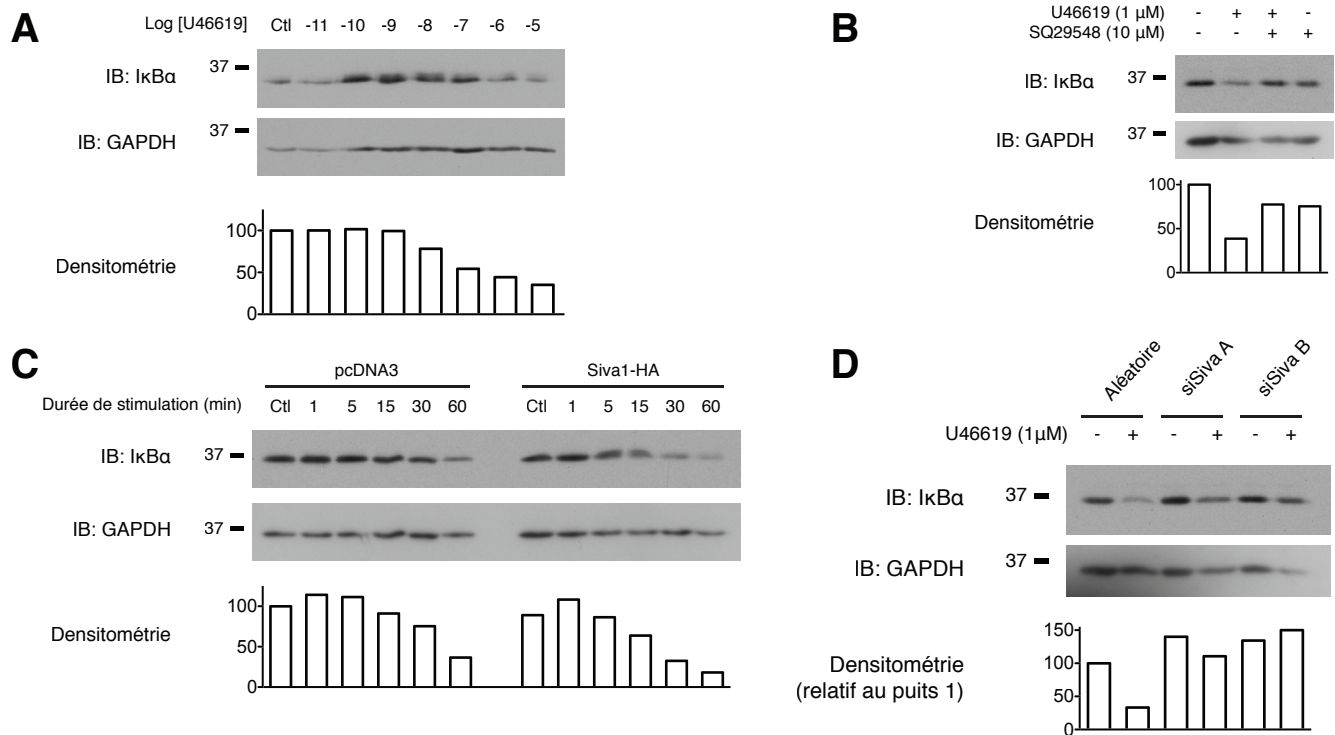 A
Log [U46619] Ctl -11 -10 -9 -8 -7 -6 -5
IB: IκBα 37
IB: GAPDH 37
Densitométrie
100
50
0
B
U46619 (1 μM) - + + -
SQ29548 (10 μM) - - + +
IB: IκBα 37
IB: GAPDH 37
Densitométrie
100
50
0
C
pcDNA3 Siva1-HA
Durée de stimulation (min) Ctl 1 5 15 30 60 Ctl 1 5 15 30 60
IB: IκBα 37
IB: GAPDH 37
Densitométrie
100
50
0
D
Aléatoire siSiva A siSiva B
U46619 (1μM) - + - + - +
IB: IκBα 37
IB: GAPDH 37
Densitométrie
(relatif au puits 1)
150
100
50
0